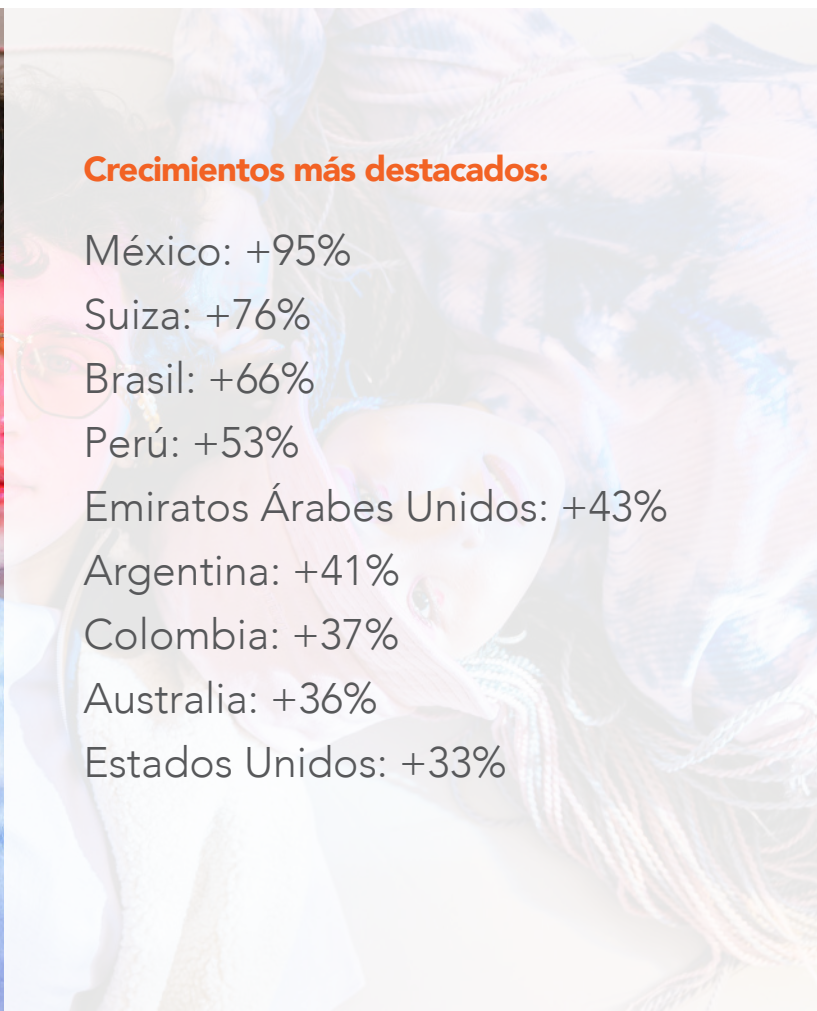 Crecimientos más destacados:
México: +95%
Suiza: +76%
Brasil: +66%
Perú: +53%
Emiratos Árabes Unidos: +43%
Argentina: +41%
Colombia: +37%
Australia: +36%
Estados Unidos: +33%